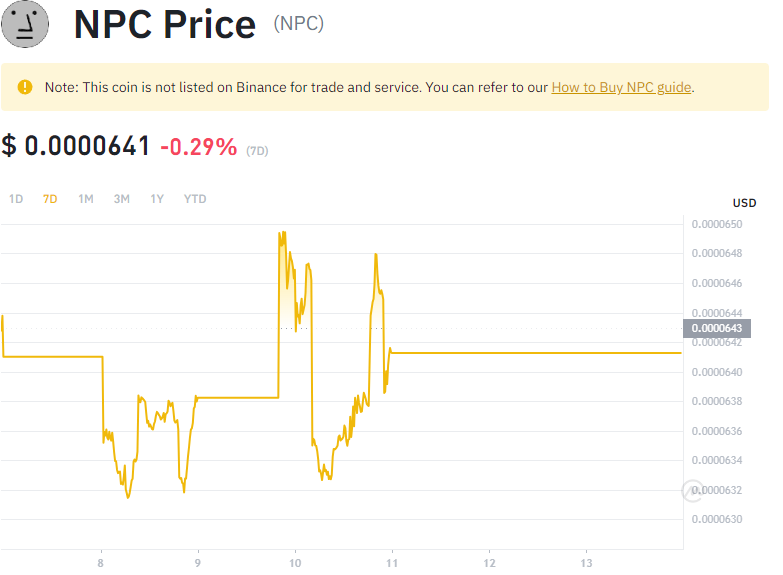 NPC Price (NPC)
Note: This coin is not listed on Binance for trade and service. You can refer to our How to Buy NPC guide.
$ 0.0000641 -0.29% (7D)
1D 7D 1M 3M 1Y YTD
USD
0.0000650
0.0000648
0.0000646
0.0000644
0.0000643
0.0000642
0.0000640
0.0000638
0.0000636
0.0000634
0.0000632
0.0000630
8 9 10 11 12 13